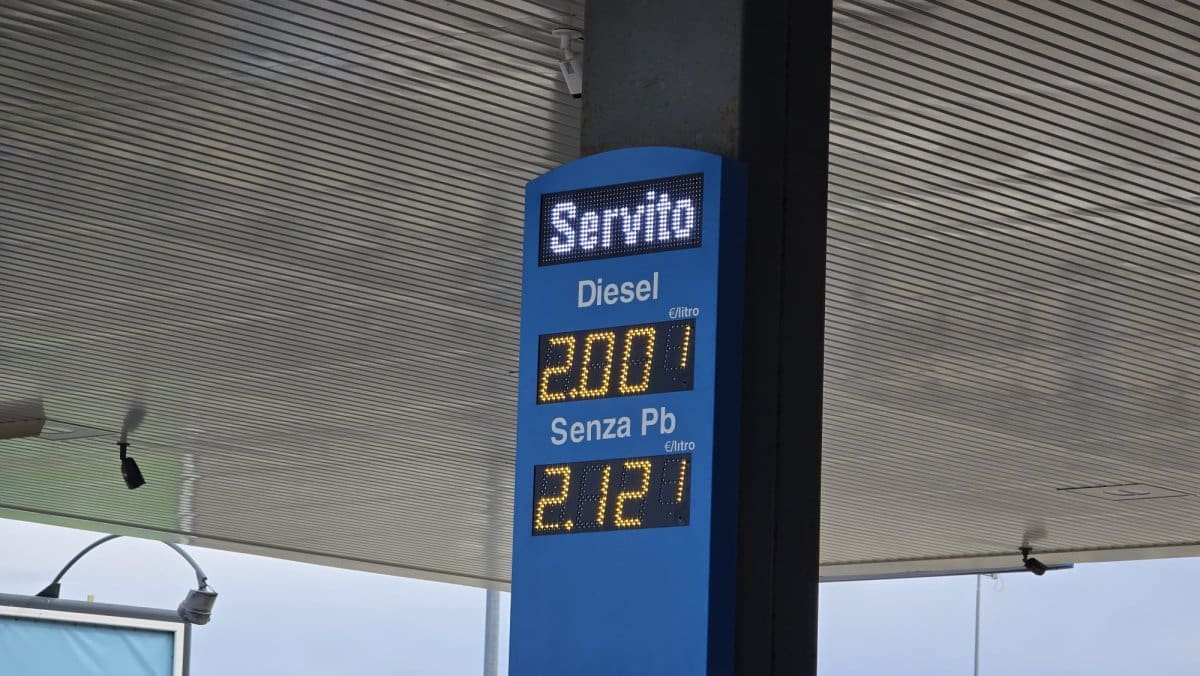 Servito
Diesel
€/litro
2.001
Senza Pb
€/litro
2.121